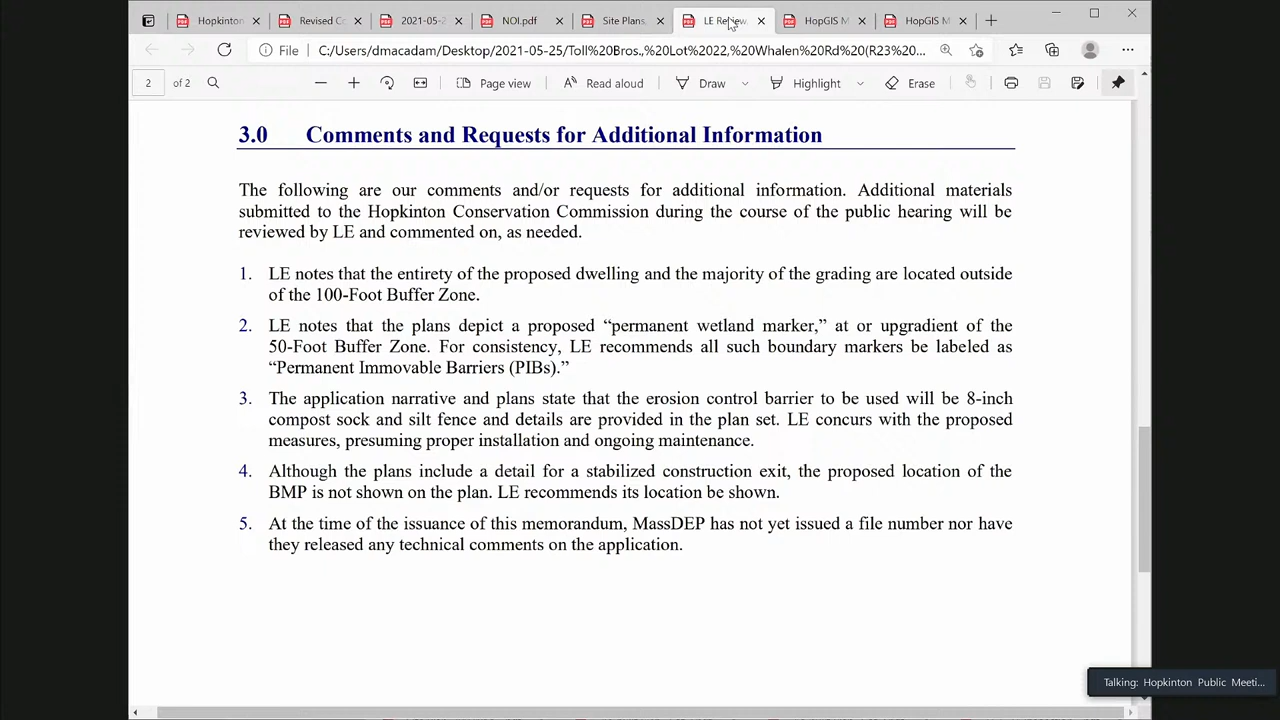 Hopkinton
Revised C
2021-05-2
NOI.pdf
Site Plans,
LE Review,
HopGIS M
HopGIS M
File
C:/Users/dmacadam/Desktop/2021-05-25/Toll%20Bros.,%20Lot%2022,%20Whalen%20Rd%20(R23%20...
2 of 2
Page view
Read aloud
Draw
Highlight
Erase
3.0 Comments and Requests for Additional Information
The following are our comments and/or requests for additional information. Additional materials
submitted to the Hopkinton Conservation Commission during the course of the public hearing will be
reviewed by LE and commented on, as needed.
1. LE notes that the entirety of the proposed dwelling and the majority of the grading are located outside
of the 100-Foot Buffer Zone.
2. LE notes that the plans depict a proposed “permanent wetland marker,” at or upgradient of the
50-Foot Buffer Zone. For consistency, LE recommends all such boundary markers be labeled as
“Permanent Immovable Barriers (PIBs).”
3. The application narrative and plans state that the erosion control barrier to be used will be 8-inch
compost sock and silt fence and details are provided in the plan set. LE concurs with the proposed
measures, presuming proper installation and ongoing maintenance.
4. Although the plans include a detail for a stabilized construction exit, the proposed location of the
BMP is not shown on the plan. LE recommends its location be shown.
5. At the time of the issuance of this memorandum, MassDEP has not yet issued a file number nor have
they released any technical comments on the application.
Talking: Hopkinton Public Meeti...